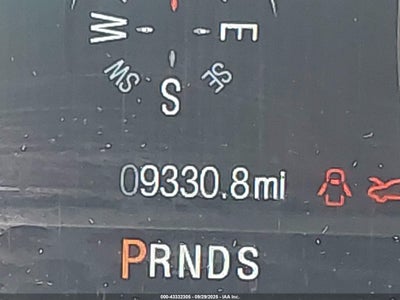 W E
SW SE
S
09330.8mi
PRNDS
000-43332305 - 09/29/2025 - IAA Inc.